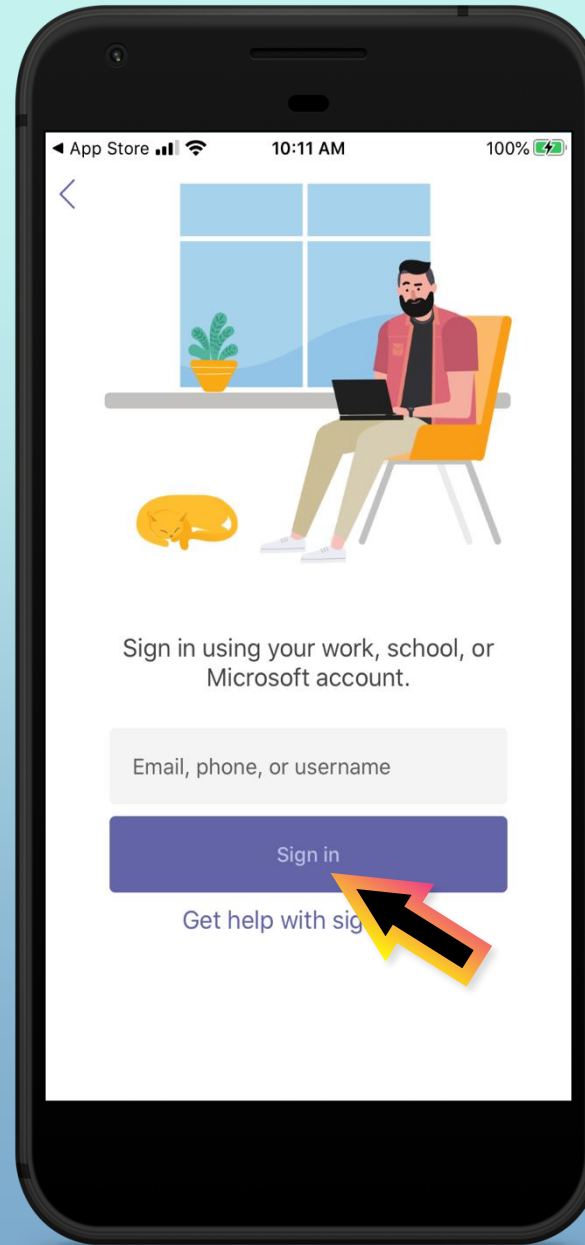 App Store 10:11 AM 100%
Sign in using your work, school, or
Microsoft account.
Email, phone, or username
Sign in
Get help with sig